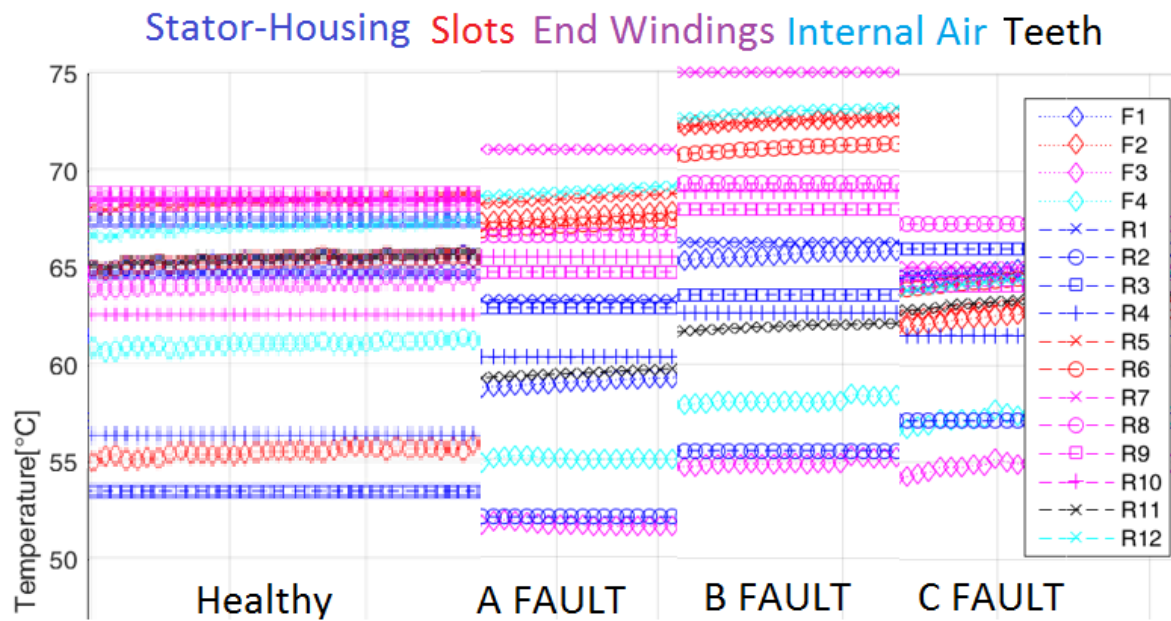 Stator-Housing Slots End Windings Internal Air Teeth
75
70
65
60
55
50
Temperature[°C]
Healthy
A FAULT
B FAULT
C FAULT
F1
F2
F3
F4
R1
R2
R3
R4
R5
R6
R7
R8
R9
R10
R11
R12